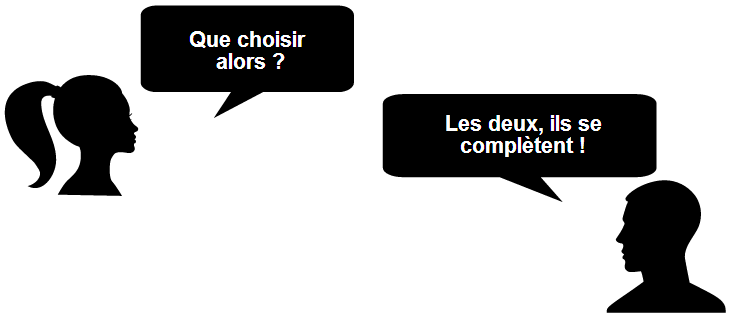 Que choisir
alors ?
Les deux, ils se
complètent !